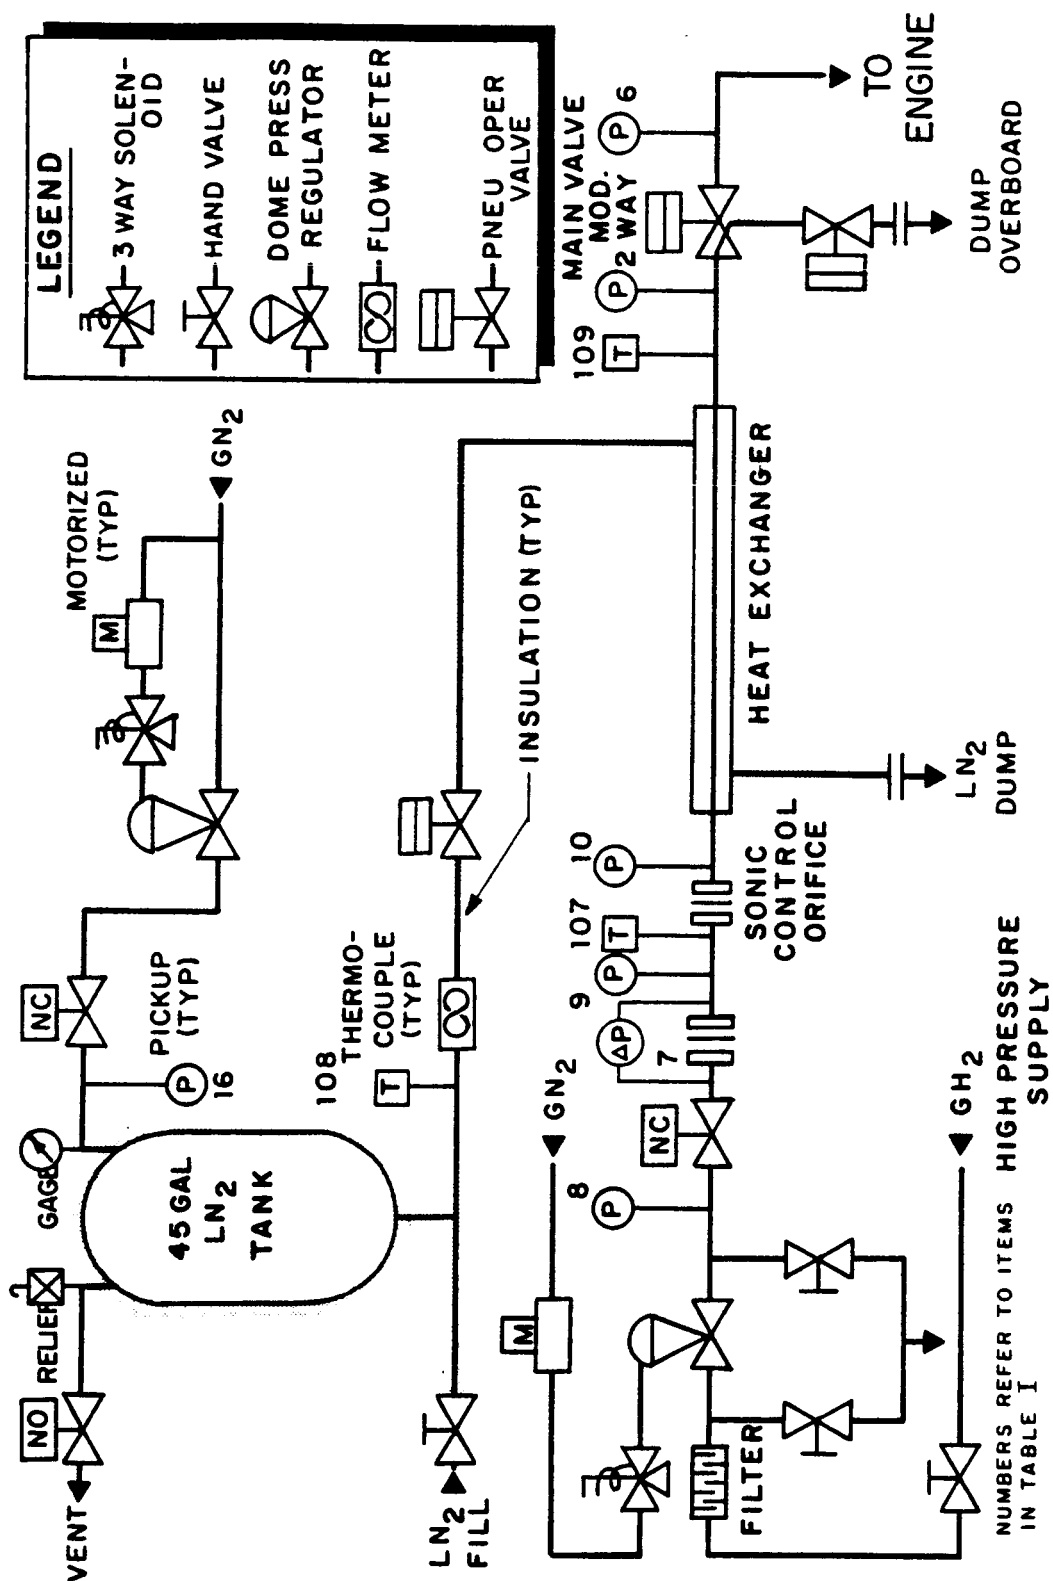 LEGEND
3 WAY SOLEN-
OID
HAND VALVE
DOME PRESS
REGULATOR
FLOW METER
PNEU OPER
VALVE
MOTORIZED
(TYP)
M
GN2
NC
PICKUP
(TYP)
P
16
GAGE
RELIEF
NO
VENT
45 GAL
LN2
TANK
108
THERMO-
COUPLE
(TYP)
T
INSULATION (TYP)
LN2
FILL
GN2
M
8
P
NC
7
ΔP
9
P
107
T
10
P
SONIC
CONTROL
ORIFICE
HEAT EXCHANGER
109
T
P
2
MAIN VALVE
MOD.
WAY
P
6
TO
ENGINE
DUMP
OVERBOARD
LN2
DUMP
FILTER
GH2
HIGH PRESSURE
SUPPLY
NUMBERS REFER TO ITEMS
IN TABLE I